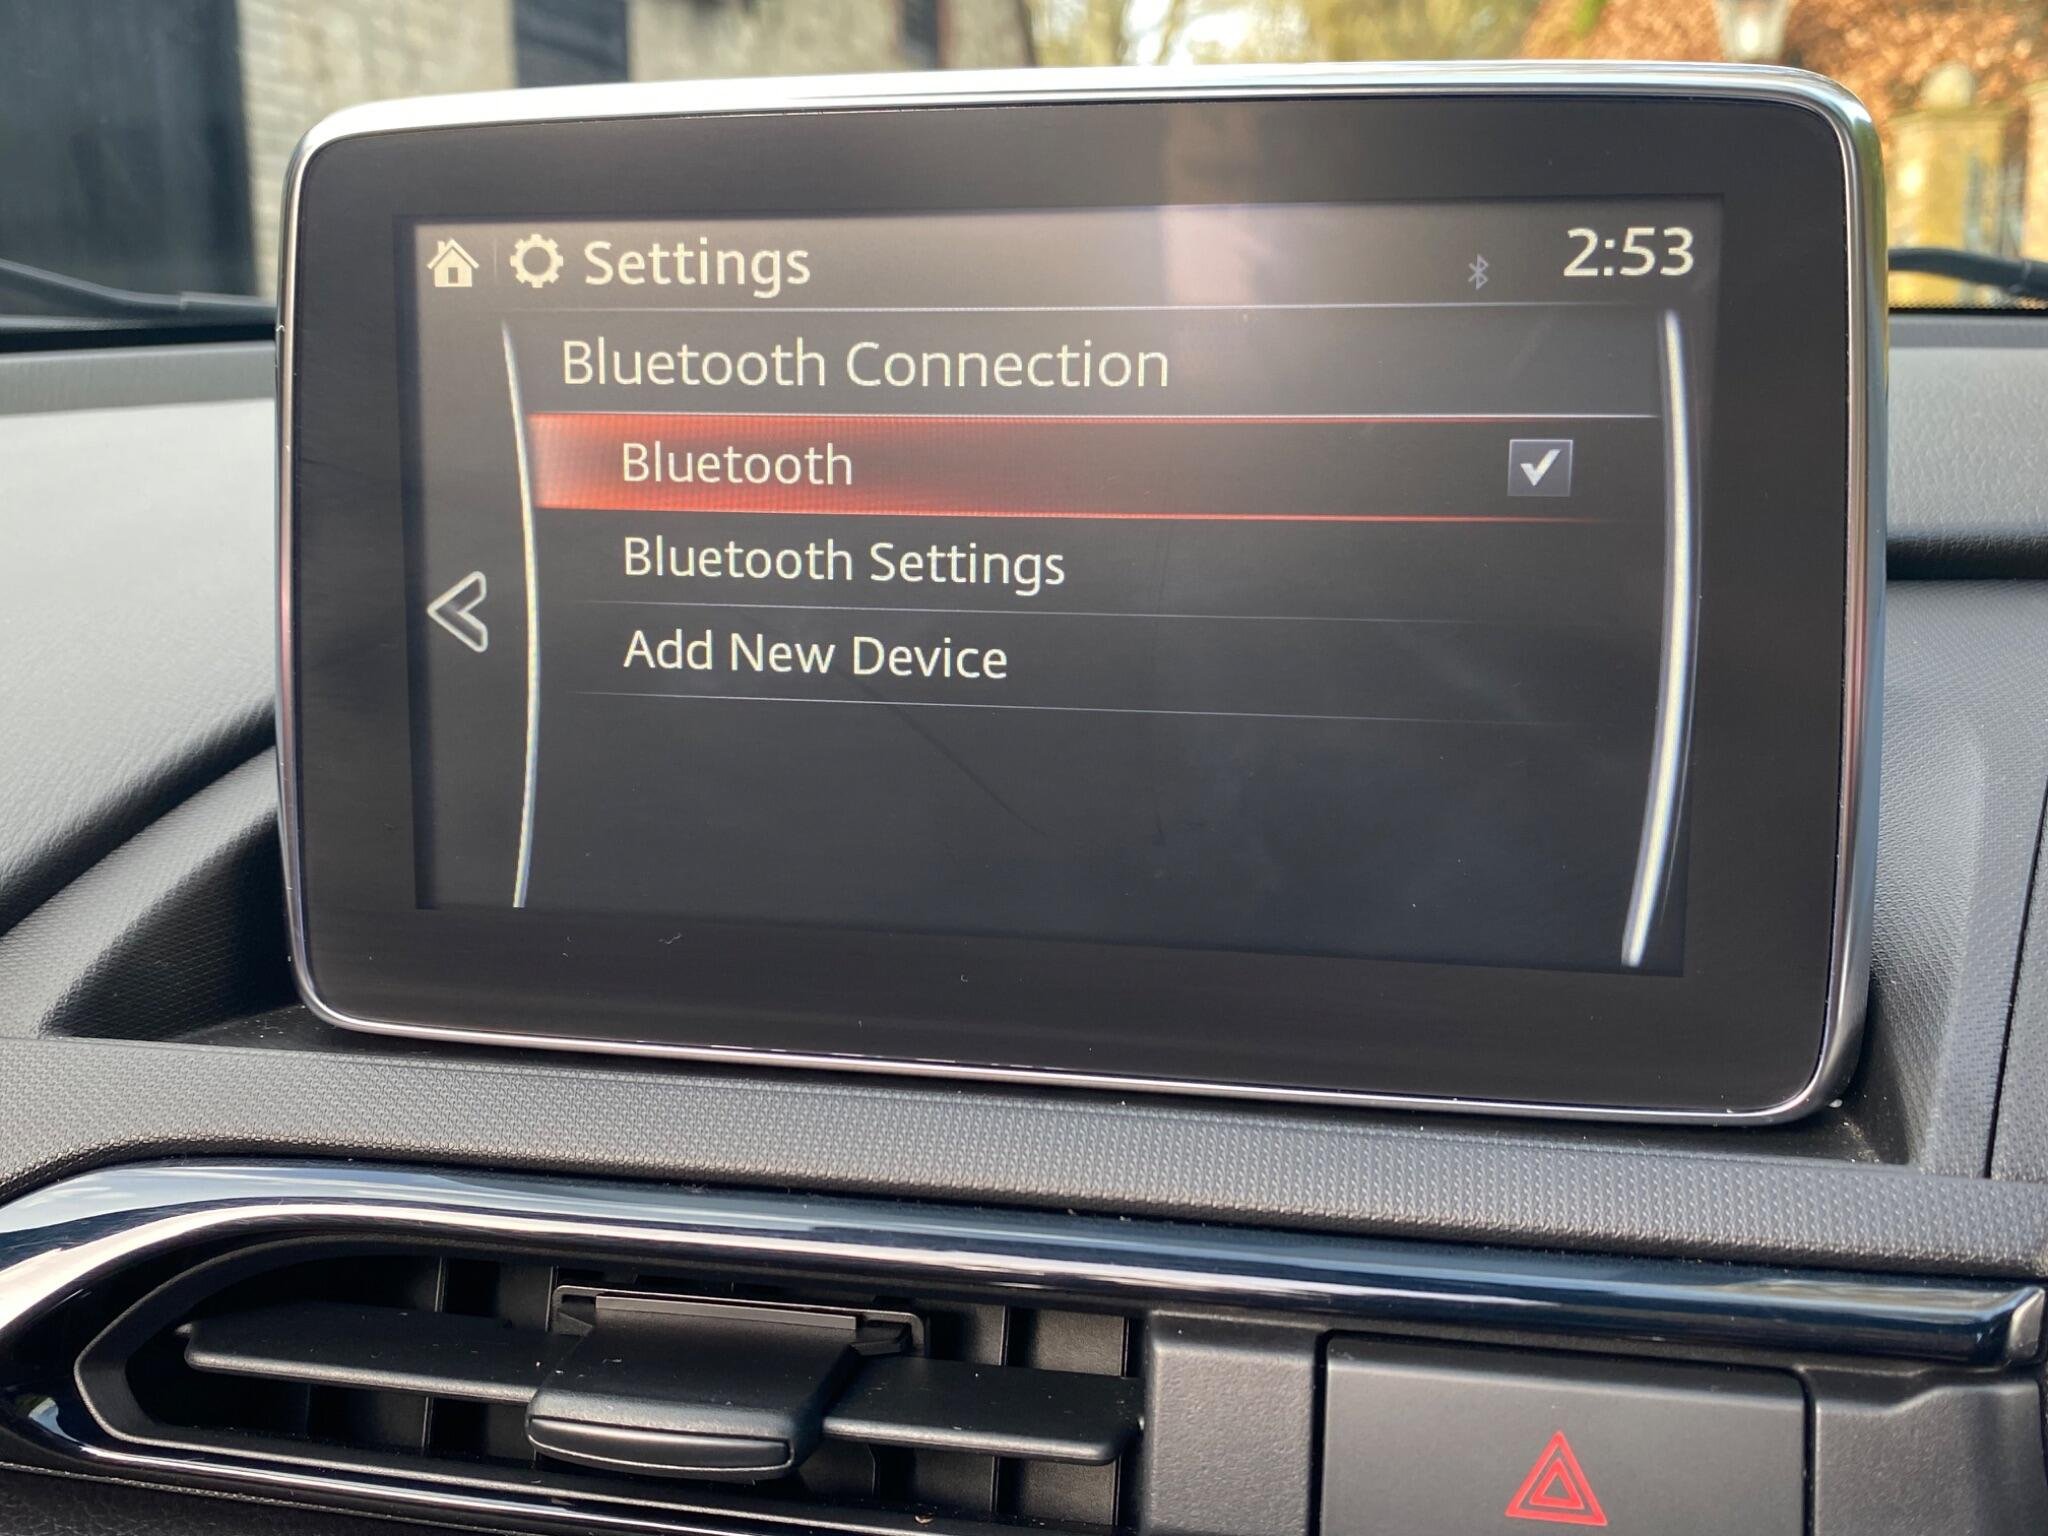 Settings
2:53
Bluetooth Connection
Bluetooth
Bluetooth Settings
Add New Device